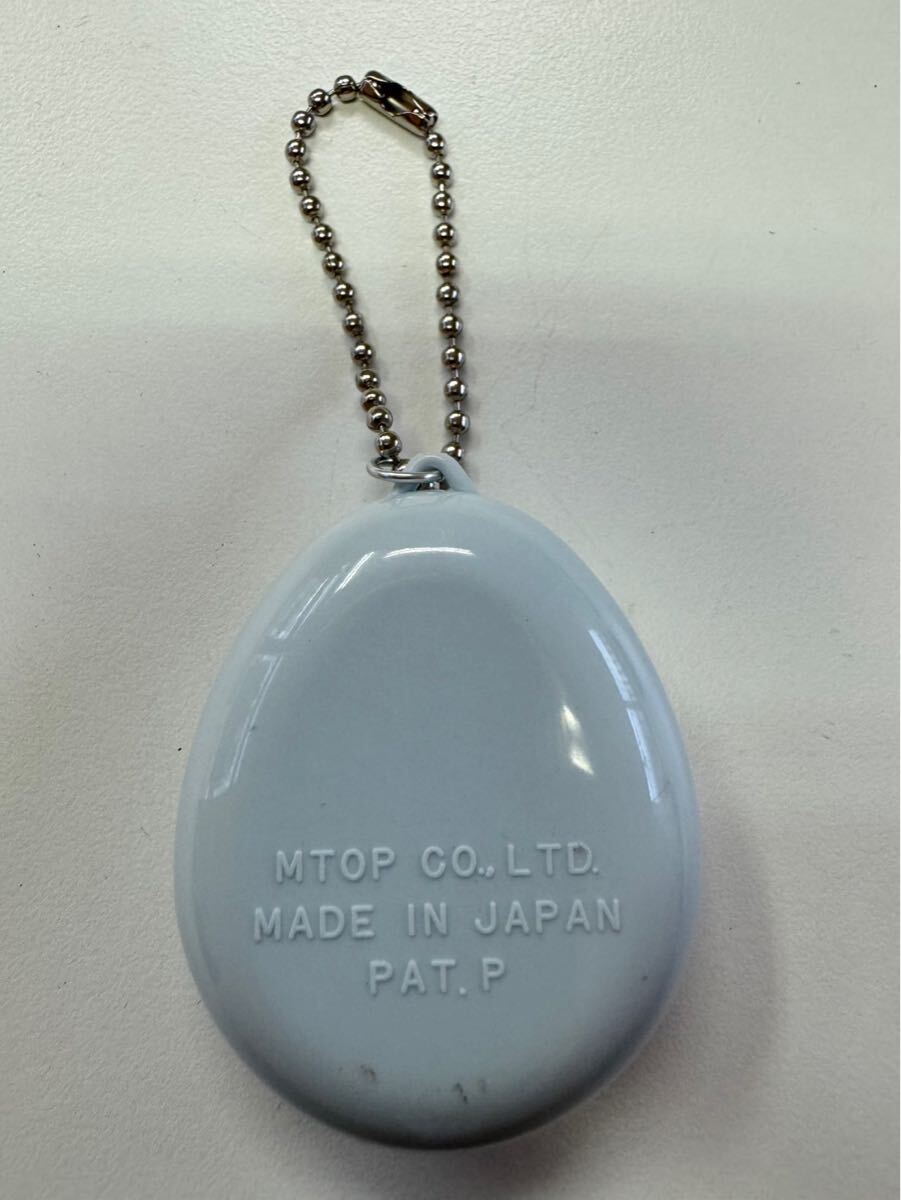 MTOP CO., LTD.
MADE IN JAPAN
PAT. P